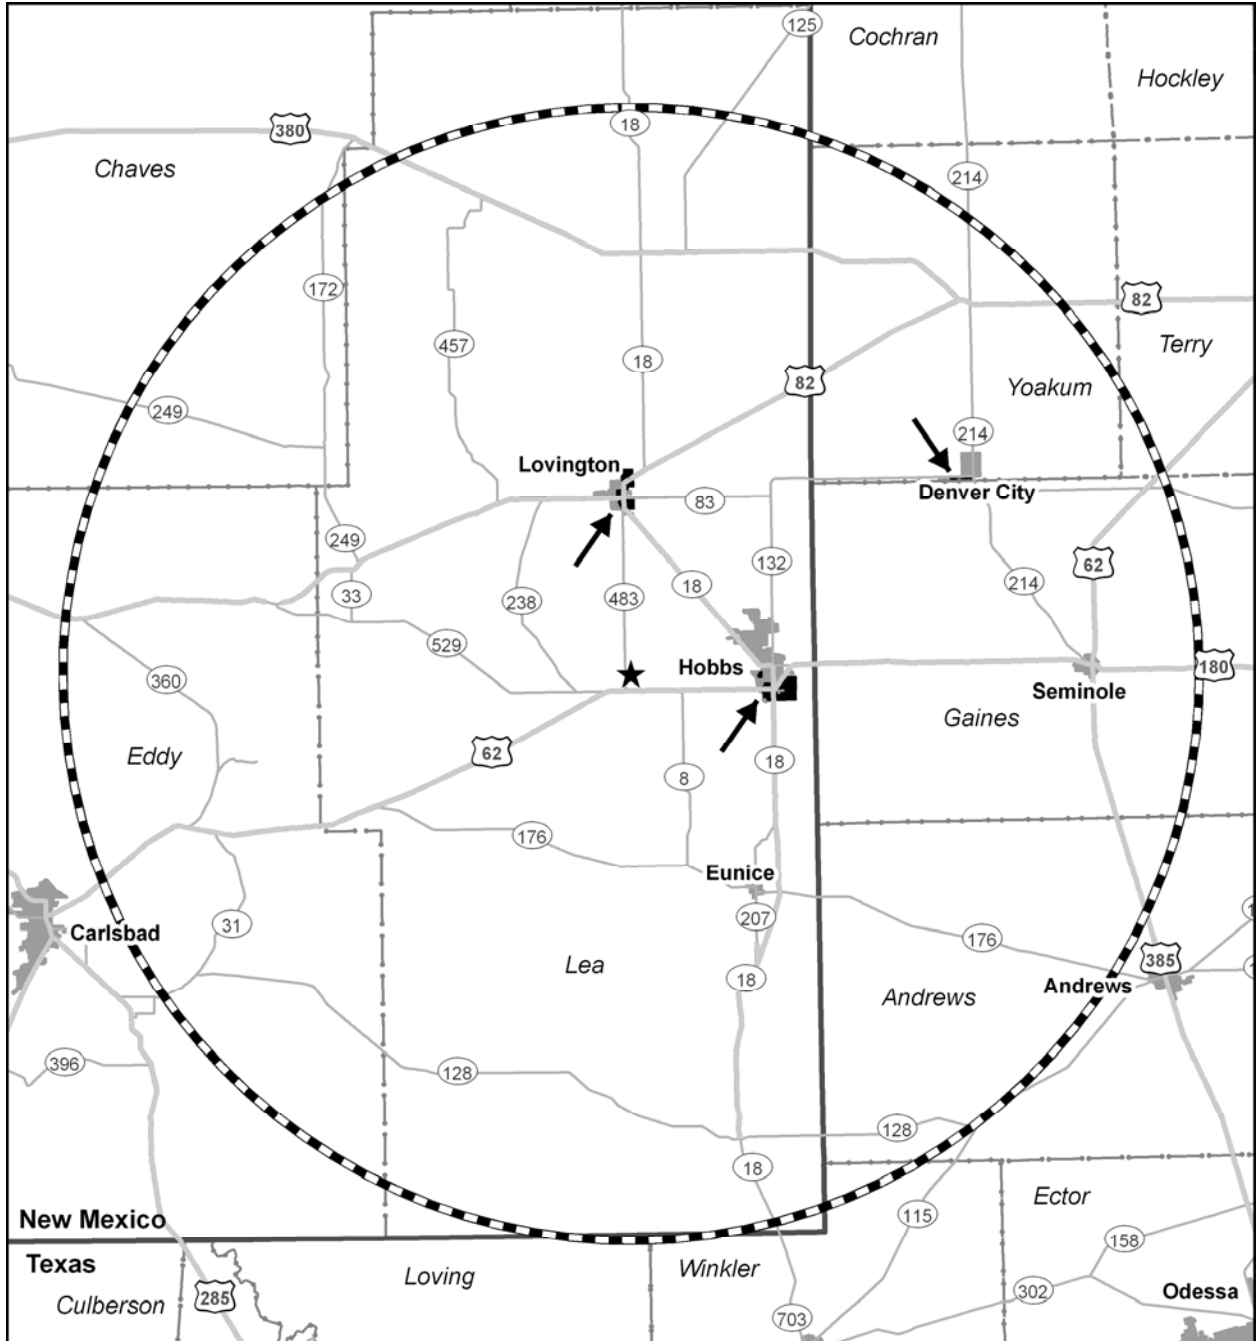 125
Cochran
Hockley
380
18
Chaves
214
172
82
457
18
Terry
82
Yoakum
249
214
Lovington
Denver City
83
249
132
62
18
33
238
483
214
529
Hobbs
360
180
Seminole
Gaines
Eddy
62
18
8
176
Eunice
207
31
Carlsbad
176
Lea
385
18
Andrews
Andrews
396
128
128
18
Ector
New Mexico
115
158
Texas
Loving
Winkler
Culberson
285
302
Odessa
703